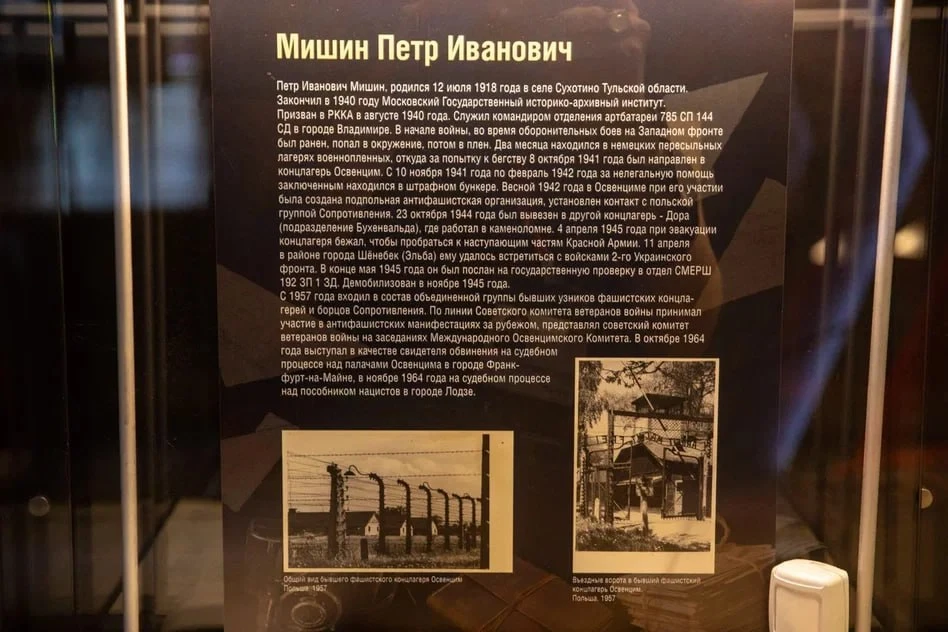 Мишин Петр Иванович
Петр Иванович Мишин, родился 12 июля 1918 года в селе Сухотино Тульской области.
Закончил в 1940 году Московский Государственный историко-архивный институт.
Призван в РККА в августе 1940 года. Служил командиром отделения артбатареи 785 СП 144
СД в городе Владимире. В начале войны, во время оборонительных боев на Западном фронте
был ранен, попал в окружение, потом в плен. Два месяца находился в немецких пересыльных
лагерях военнопленных, откуда за попытку к бегству 8 октября 1941 года был направлен в
концлагерь Освенцим. С 10 ноября 1941 года по февраль 1942 года за нелегальную помощь
заключенным находился в штрафном бункере. Весной 1942 года в Освенциме при его участии
была создана подпольная антифашистская организация, установлен контакт с польской
группой Сопротивления. 23 октября 1944 года был вывезен в другой концлагерь - Дора
(подразделение Бухенвальда), где работал в каменоломне. 4 апреля 1945 года при эвакуации
концлагеря бежал, чтобы пробраться к наступающим частям Красной Армии. 11 апреля
в районе города Шёнебек (Эльба) ему удалось встретиться с войсками 2-го Украинского
фронта. В конце мая 1945 года он был послан на государственную проверку в отдел СМЕРШ
192 ЗП 1 ЗД. Демобилизован в ноябре 1945 года.
С 1957 года входил в состав объединенной группы бывших узников фашистских концла-
герей и борцов Сопротивления. По линии Советского комитета ветеранов войны принимал
участие в антифашистских манифестациях за рубежом, представлял советский комитет
ветеранов войны на заседаниях Международного Освенцимского Комитета. В октябре 1964
года выступал в качестве свидетеля обвинения на судебном
процессе над палачами Освенцима в городе Франк-
фурт-на-Майне, в ноябре 1964 года на судебном процессе
над пособником нацистов в городе Лодзе.
Общий вид бывшего фашистского концлагеря Освенцим
Польша, 1957
Въездные ворота в бывший фашистский
концлагерь Освенцим.
Польша, 1957